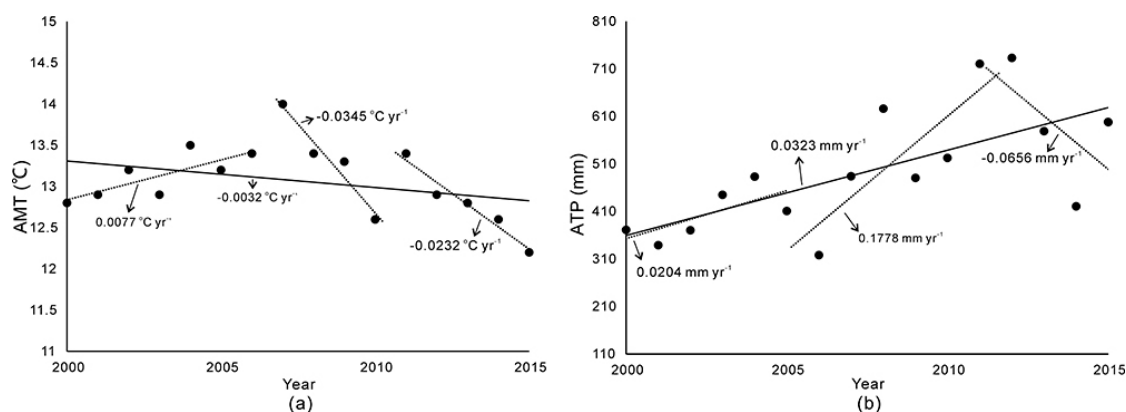 15
14.5
14
13.5
13
12.5
12
11.5
11
AMT (℃)
-0.0345 °C yr⁻¹
-0.0032 °C yr⁻¹
0.0077 °C yr⁻¹
-0.0232 °C yr⁻¹
2000 2005 2010 2015
Year
(a)
810
710
610
510
410
310
210
110
ATP (mm)
0.0323 mm yr⁻¹
-0.0656 mm yr⁻¹
0.1778 mm yr⁻¹
0.0204 mm yr⁻¹
2000 2005 2010 2015
Year
(b)